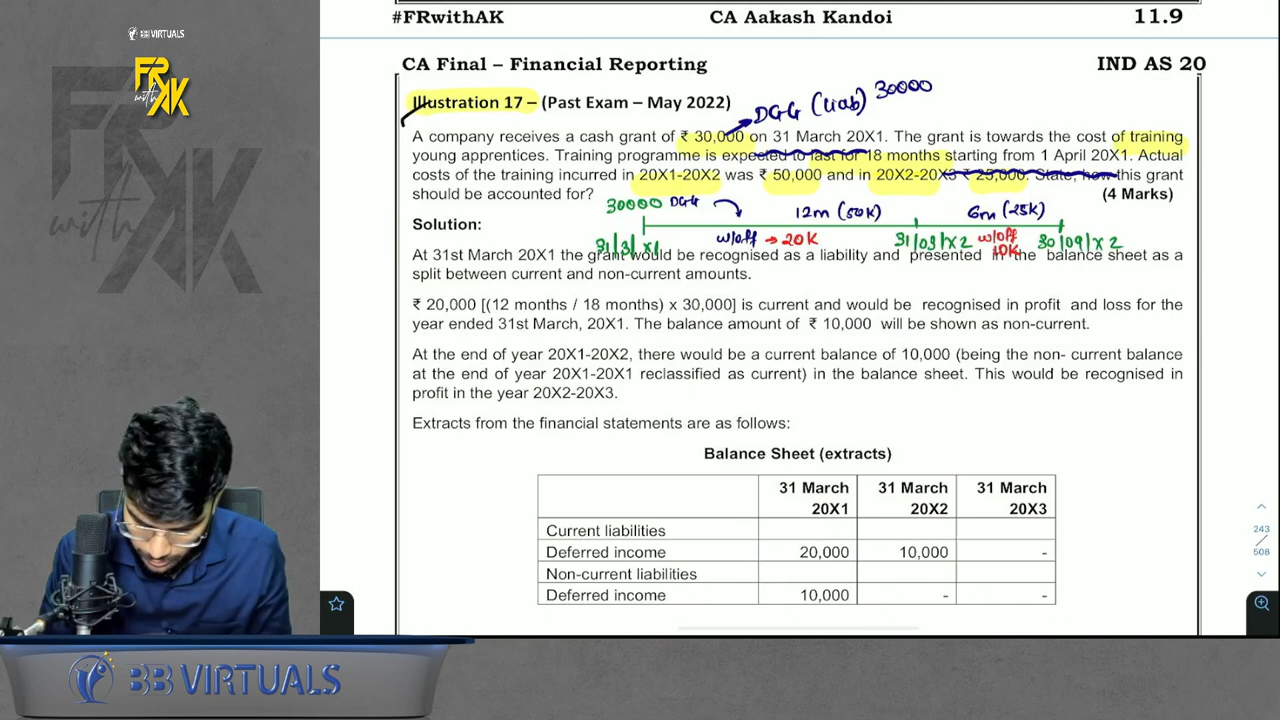 #FRwithAK CA Aakash Kandoi 11.9
BB VIRTUALS
FR
with
AK
CA Final – Financial Reporting IND AS 20
Illustration 17 – (Past Exam – May 2022)
DGG (liab) 30000
A company receives a cash grant of ₹ 30,000 on 31 March 20X1. The grant is towards the cost of training
young apprentices. Training programme is expected to last for 18 months starting from 1 April 20X1. Actual
costs of the training incurred in 20X1-20X2 was ₹ 50,000 and in 20X2-20X3 ₹ 25,000. State, how this grant
should be accounted for? (4 Marks)
30000 DGG 12m (50K) 6m (25K)
Solution:
31/3/X1 w/off → 20K 31/03/X2 w/off 10K 30/09/X2
At 31st March 20X1 the grant would be recognised as a liability and presented in the balance sheet as a
split between current and non-current amounts.
₹ 20,000 [(12 months / 18 months) x 30,000] is current and would be recognised in profit and loss for the
year ended 31st March, 20X1. The balance amount of ₹ 10,000 will be shown as non-current.
At the end of year 20X1-20X2, there would be a current balance of 10,000 (being the non- current balance
at the end of year 20X1-20X1 reclassified as current) in the balance sheet. This would be recognised in
profit in the year 20X2-20X3.
Extracts from the financial statements are as follows:
Balance Sheet (extracts)
31 March 31 March 31 March
20X1 20X2 20X3
Current liabilities
Deferred income 20,000 10,000 -
Non-current liabilities
Deferred income 10,000 - -
243
508
BB VIRTUALS